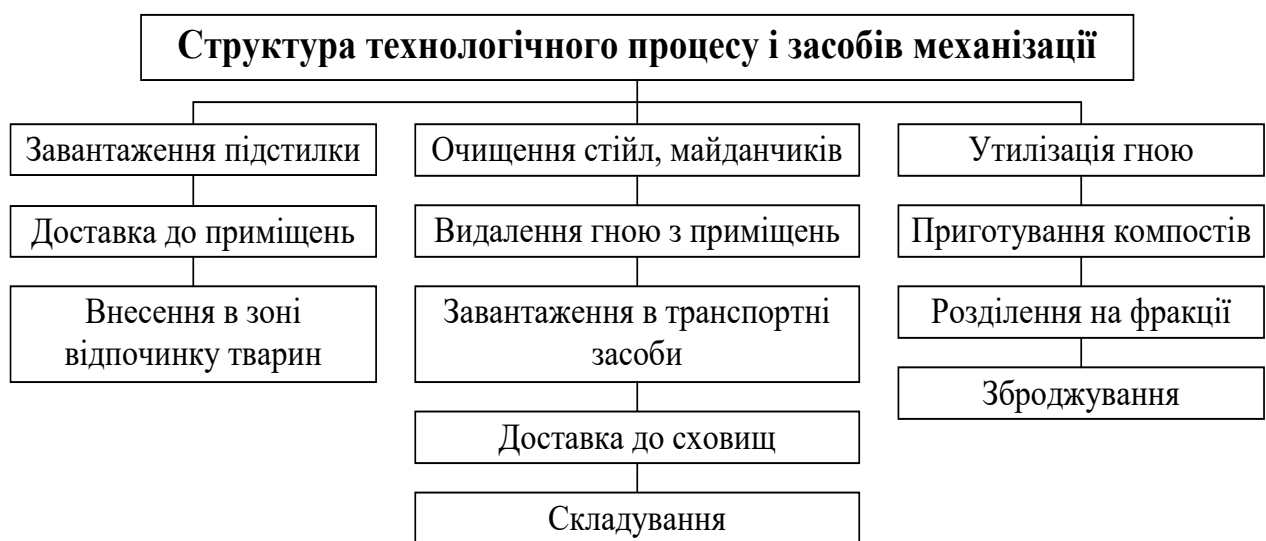 Структура технологічного процесу і засобів механізації
Завантаження підстилки
Доставка до приміщень
Внесення в зоні
відпочинку тварин
Очищення стійл, майданчиків
Видалення гною з приміщень
Завантаження в транспортні
засоби
Доставка до сховищ
Складування
Утилізація гною
Приготування компостів
Розділення на фракції
Зброджування